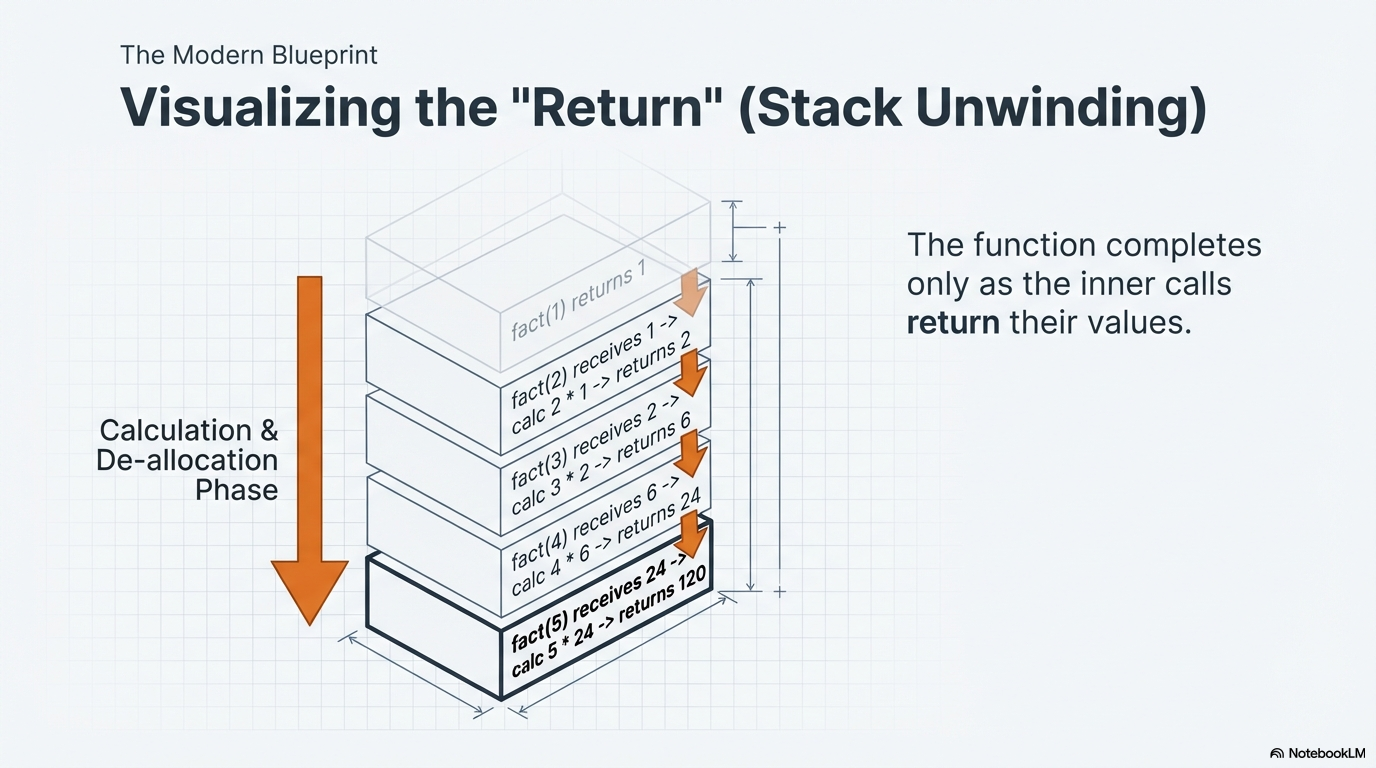 The Modern Blueprint
Visualizing the "Return" (Stack Unwinding)
fact(1) returns 1
fact(2) receives 1 ->
calc 2 * 1 -> returns 2
fact(3) receives 2 ->
calc 3 * 2 -> returns 6
fact(4) receives 6 ->
calc 4 * 6 -> returns 24
fact(5) receives 24 ->
calc 5 * 24 -> returns 120
Calculation &
De-allocation
Phase
The function completes
only as the inner calls
return their values.
NotebookLM